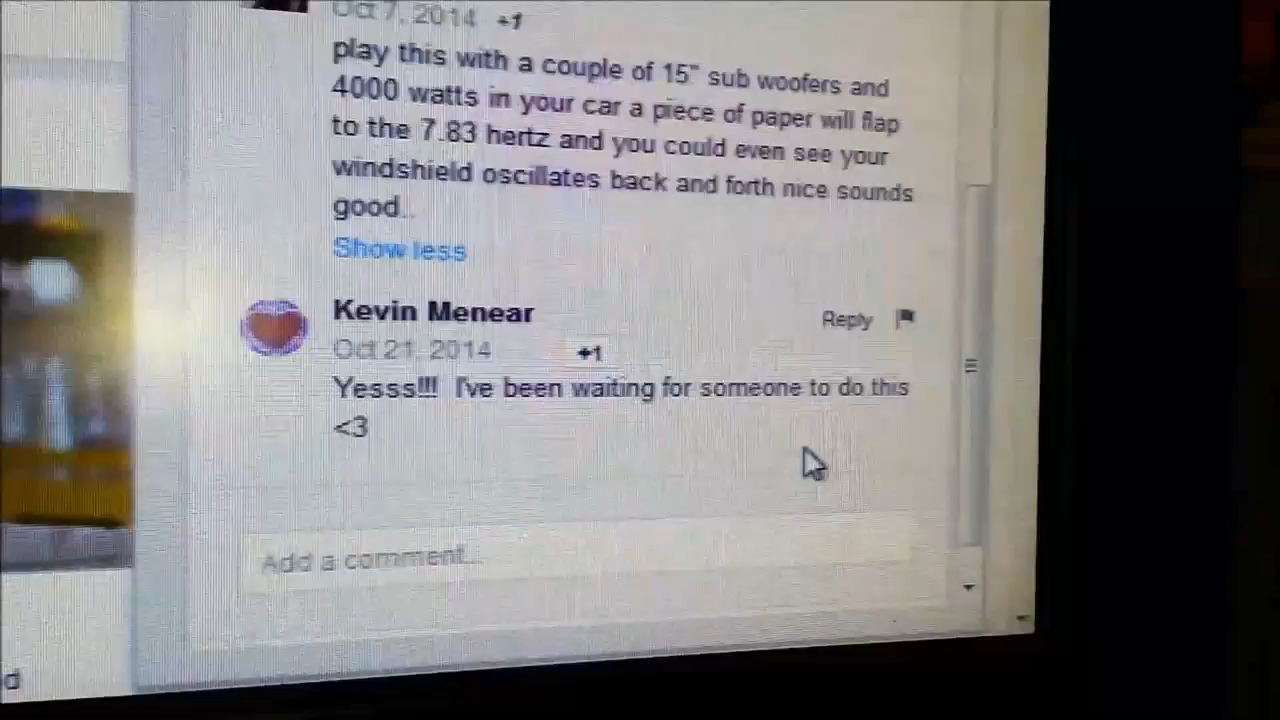 Oct 7, 2014 +1
play this with a couple of 15" sub woofers and
4000 watts in your car a piece of paper will flap
to the 7.83 hertz and you could even see your
windshield oscillates back and forth nice sounds
good..
Show less
Kevin Menear Reply
Oct 21, 2014 +1
Yesss!!! I've been waiting for someone to do this
<3
Add a comment...
d